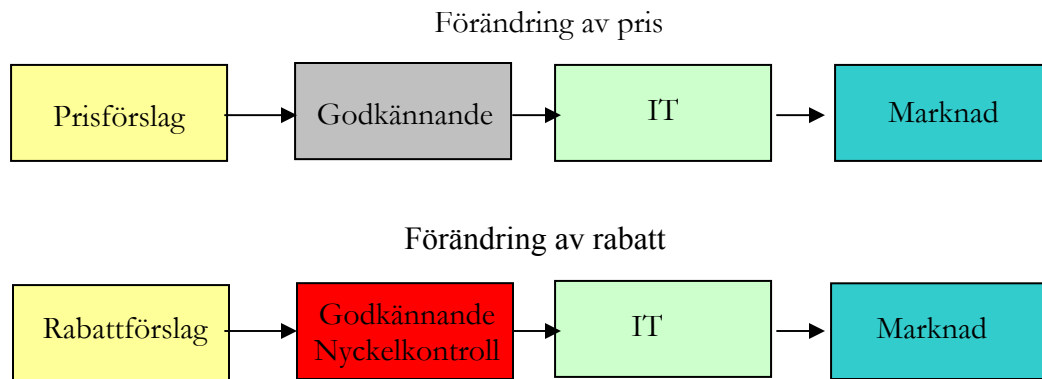 Förändring av pris
Prisförslag
Godkännande
IT
Marknad
Förändring av rabatt
Rabattförslag
Godkännande
Nyckelkontroll
IT
Marknad